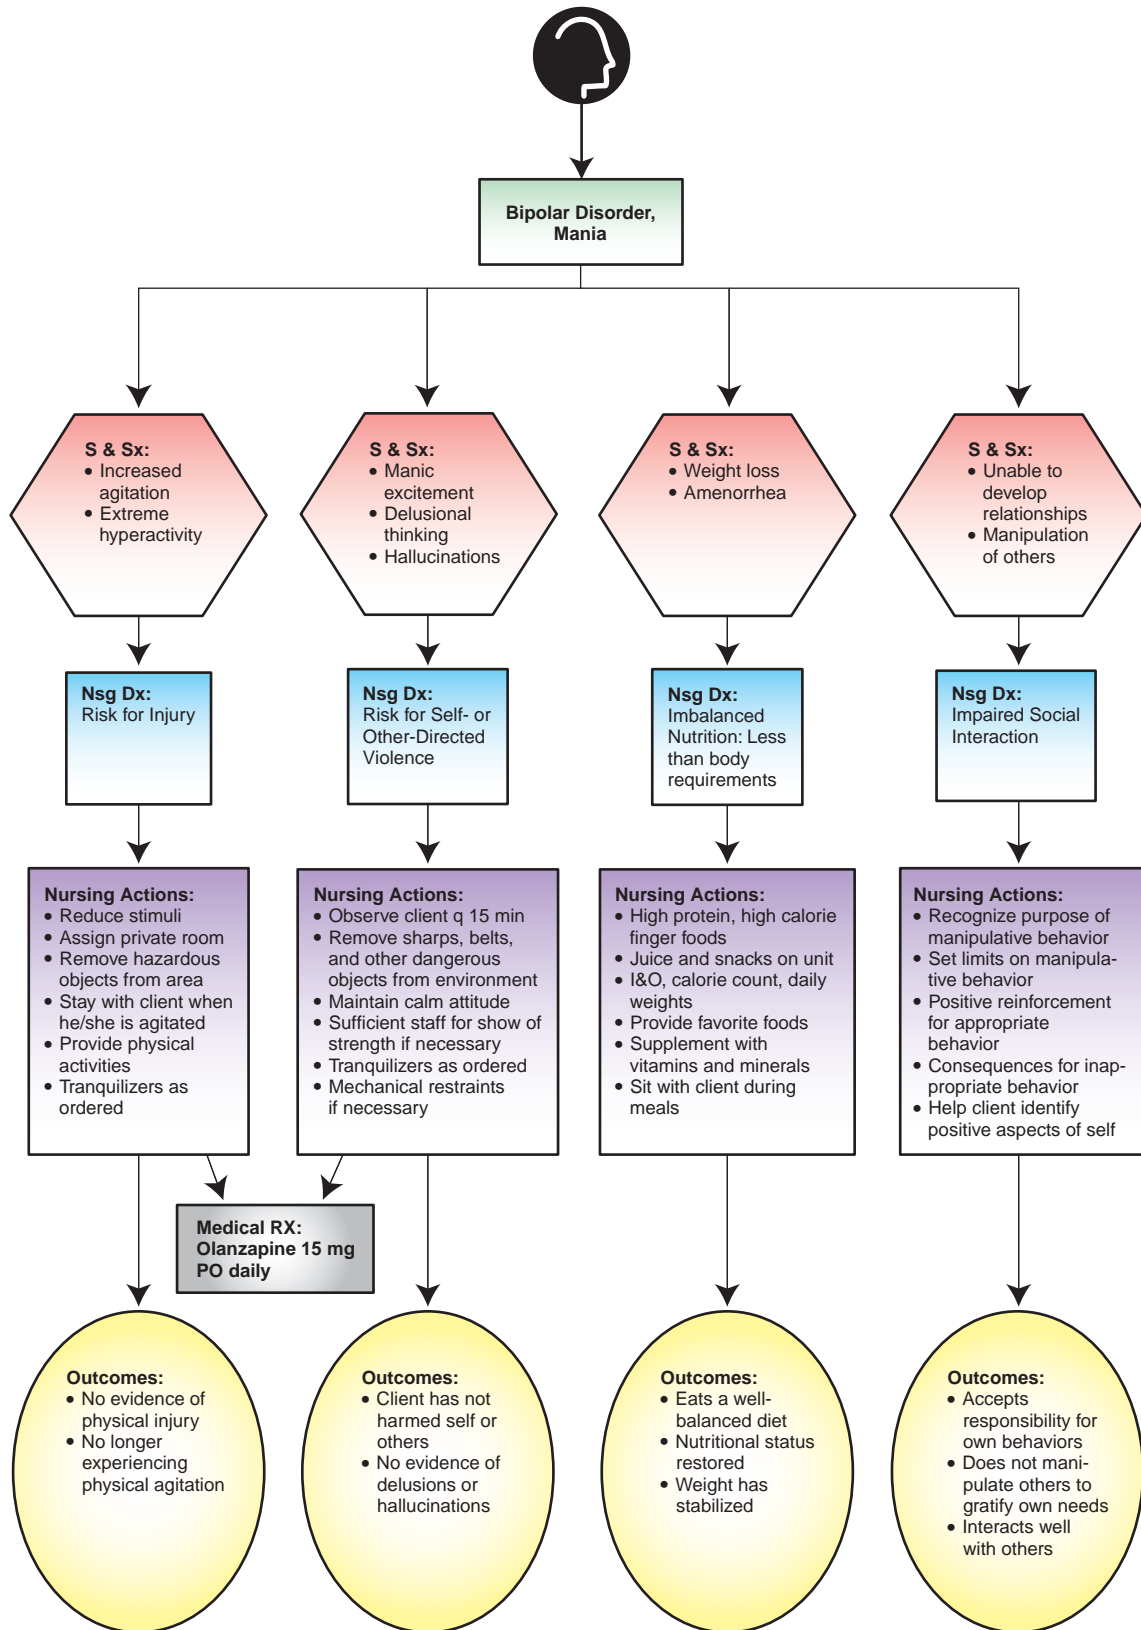 Bipolar Disorder,
Mania
S & Sx:
• Increased
agitation
• Extreme
hyperactivity
S & Sx:
• Manic
excitement
• Delusional
thinking
• Hallucinations
S & Sx:
• Weight loss
• Amenorrhea
S & Sx:
• Unable to
develop
relationships
• Manipulation
of others
Nsg Dx:
Risk for Injury
Nsg Dx:
Risk for Self- or
Other-Directed
Violence
Nsg Dx:
Imbalanced
Nutrition: Less
than body
requirements
Nsg Dx:
Impaired Social
Interaction
Nursing Actions:
• Reduce stimuli
• Assign private room
• Remove hazardous
objects from area
• Stay with client when
he/she is agitated
• Provide physical
activities
• Tranquilizers as
ordered
Nursing Actions:
• Observe client q 15 min
• Remove sharps, belts,
and other dangerous
objects from environment
• Maintain calm attitude
• Sufficient staff for show of
strength if necessary
• Tranquilizers as ordered
• Mechanical restraints
if necessary
Nursing Actions:
• High protein, high calorie
finger foods
• Juice and snacks on unit
• I&O, calorie count, daily
weights
• Provide favorite foods
• Supplement with
vitamins and minerals
• Sit with client during
meals
Nursing Actions:
• Recognize purpose of
manipulative behavior
• Set limits on manipula-
tive behavior
• Positive reinforcement
for appropriate
behavior
• Consequences for inap-
propriate behavior
• Help client identify
positive aspects of self
Medical RX:
Olanzapine 15 mg
PO daily
Outcomes:
• No evidence of
physical injury
• No longer
experiencing
physical agitation
Outcomes:
• Client has not
harmed self or
others
• No evidence of
delusions or
hallucinations
Outcomes:
• Eats a well-
balanced diet
• Nutritional status
restored
• Weight has
stabilized
Outcomes:
• Accepts
responsibility for
own behaviors
• Does not mani-
pulate others to
gratify own needs
• Interacts well
with others